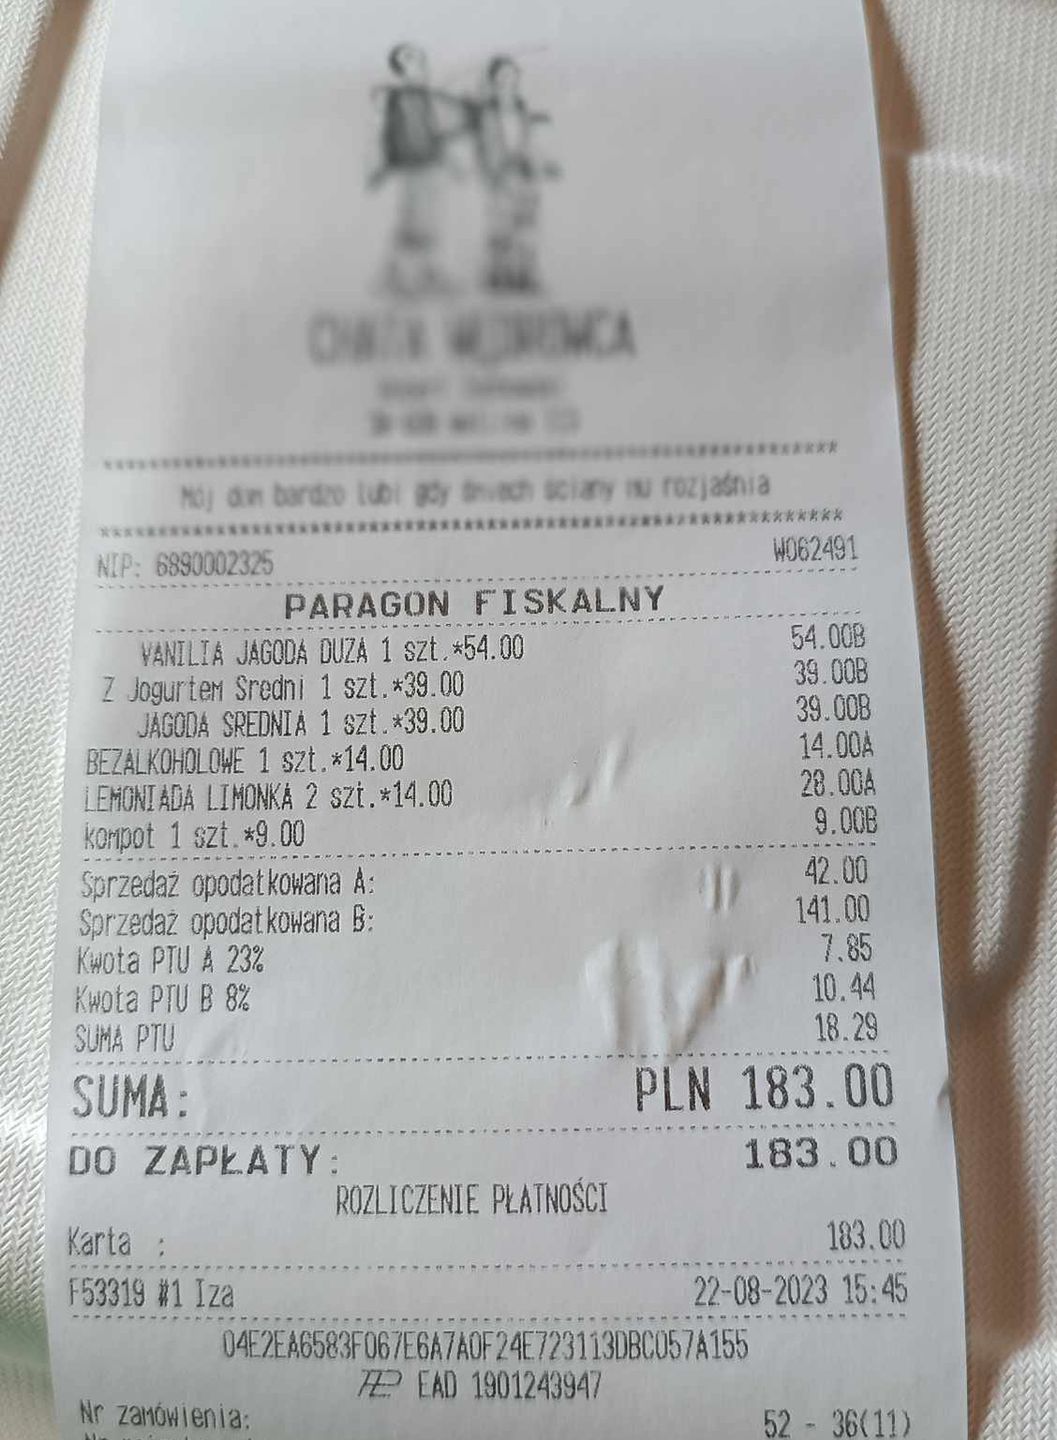 CHATA WĘDROWCA
************************************************
Mój dom bardzo lubi gdy śmiech ściany mu rozjaśnia
************************************************
NIP: 6890002325 W062491
PARAGON FISKALNY
VANILIA JAGODA DUZA 1 szt.*54.00 54.00B
Z Jogurtem Sredni 1 szt.*39.00 39.00B
JAGODA SREDNIA 1 szt.*39.00 39.00B
BEZALKOHOLOWE 1 szt.*14.00 14.00A
LEMONIADA LIMONKA 2 szt.*14.00 28.00A
kompot 1 szt.*9.00 9.00B
Sprzedaż opodatkowana A: 42.00
Sprzedaż opodatkowana B: 141.00
Kwota PTU A 23% 7.85
Kwota PTU B 8% 10.44
SUMA PTU 18.29
SUMA: PLN 183.00
DO ZAPŁATY: 183.00
ROZLICZENIE PŁATNOŚCI
Karta : 183.00
F53319 #1 Iza 22-08-2023 15:45
04E2EA6583F067E6A7A0F24E723113DBC057A155
EAD 1901243947
Nr zamówienia: 52 - 36(11)